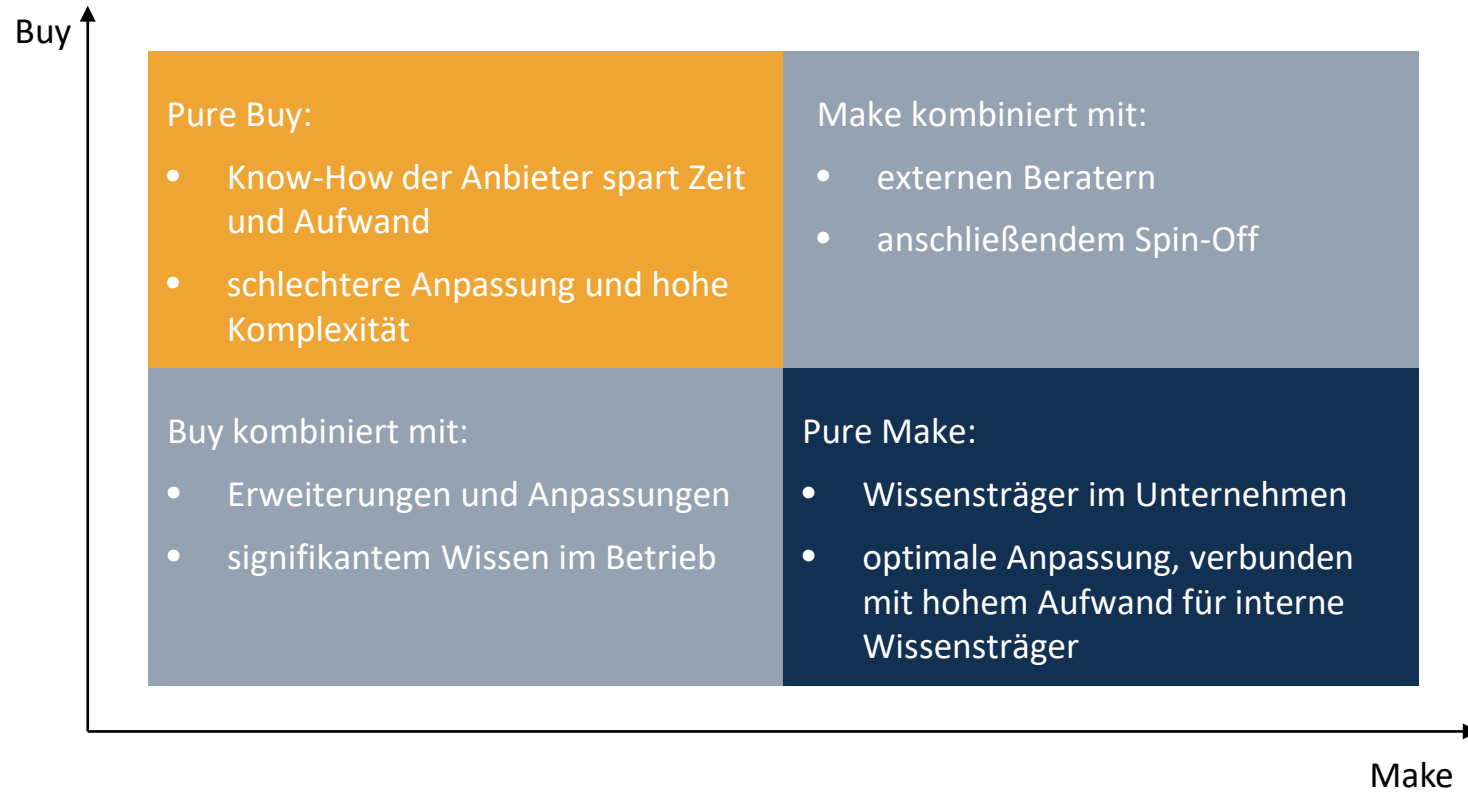 Buy
Pure Buy:
• Know-How der Anbieter spart Zeit
und Aufwand
• schlechtere Anpassung und hohe
Komplexität
Make kombiniert mit:
• externen Beratern
• anschließendem Spin-Off
Buy kombiniert mit:
• Erweiterungen und Anpassungen
• signifikantem Wissen im Betrieb
Pure Make:
• Wissensträger im Unternehmen
• optimale Anpassung, verbunden
mit hohem Aufwand für interne
Wissensträger
Make